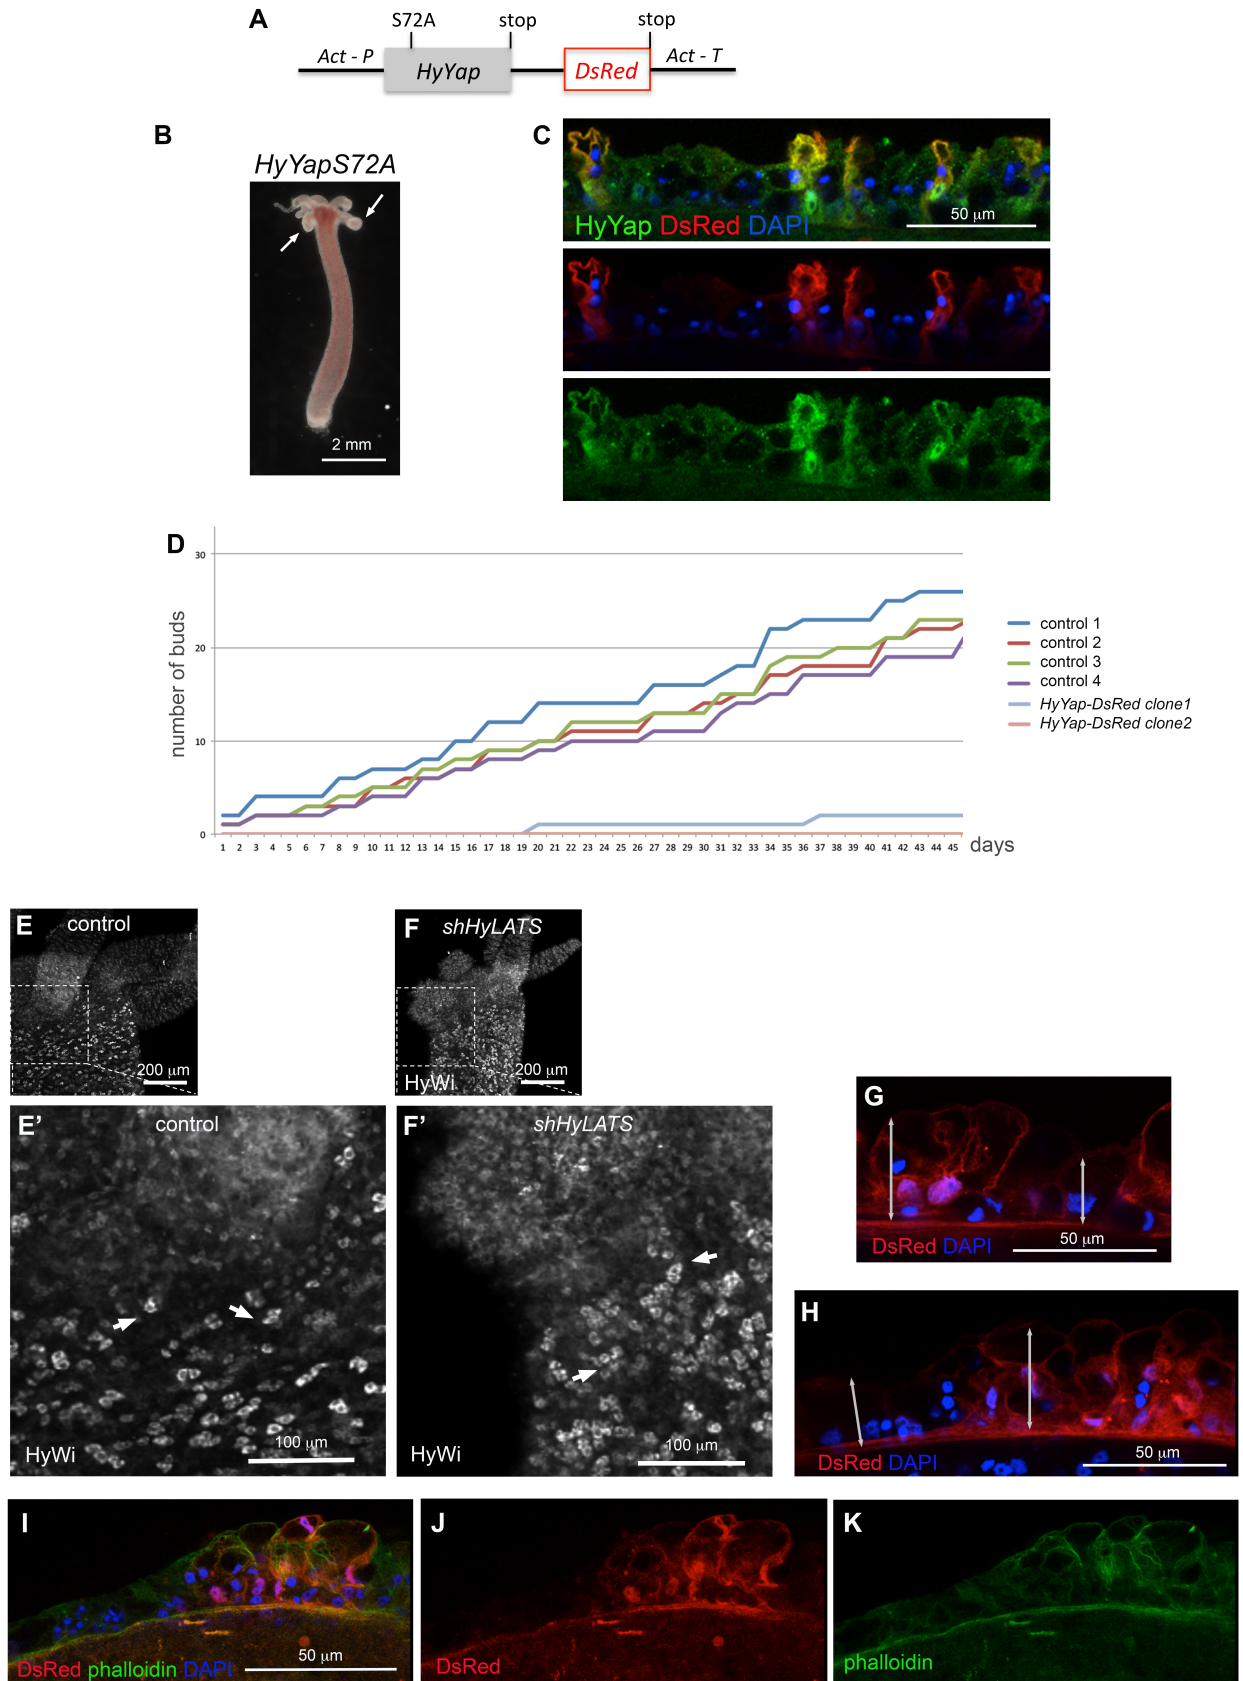 A
S72A
stop
stop
Act - P
HyYap
DsRed
Act - T
B
HyYapS72A
2 mm
C
HyYap DsRed DAPI
50 μm
D
number of buds
30
20
10
0
1 2 3 4 5 6 7 8 9 10 11 12 13 14 15 16 17 18 19 20 21 22 23 24 25 26 27 28 29 30 31 32 33 34 35 36 37 38 39 40 41 42 43 44 45
days
control 1
control 2
control 3
control 4
HyYap-DsRed clone1
HyYap-DsRed clone2
E
control
200 μm
F
shHyLATS
HyWi
200 μm
E’
control
HyWi
100 μm
F’
shHyLATS
HyWi
100 μm
G
DsRed DAPI
50 μm
H
DsRed DAPI
50 μm
I
DsRed phalloidin DAPI
50 μm
J
DsRed
K
phalloidin